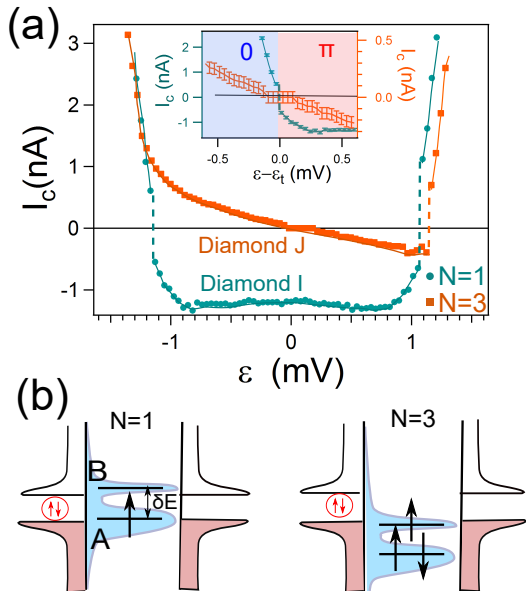 (a)
I_c(nA)
3
2
1
0
-1
-1
0
1
ε (mV)
Diamond J
Diamond I
N=1
N=3
0
π
I_c (nA)
2
1
0
-1
-0.5
0.0
0.5
ε-ε_t (mV)
0.5
0.0
I_c (nA)
(b)
N=1
N=3
B
δE
A